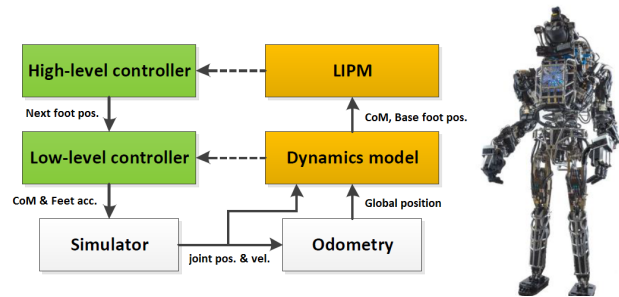 High-level controller
LIPM
Next foot pos.
CoM, Base foot pos.
Low-level controller
Dynamics model
CoM & Feet acc.
Global position
Simulator
Odometry
joint pos. & vel.